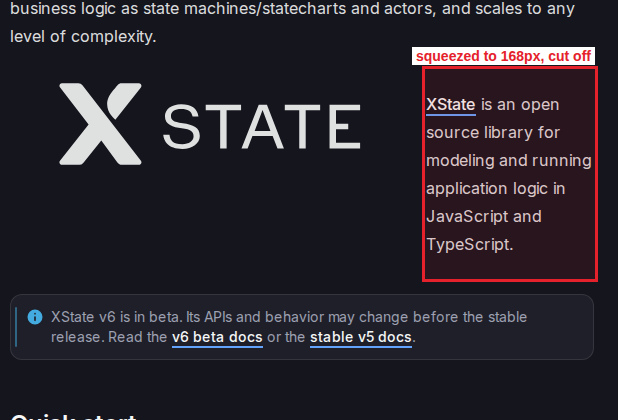 business logic as state machines/statecharts and actors, and scales to any
level of complexity.
squeezed to 168px, cut off
X STATE
XState is an open
source library for
modeling and running
application logic in
JavaScript and
TypeScript.
XState v6 is in beta. Its APIs and behavior may change before the stable
release. Read the v6 beta docs or the stable v5 docs.
Quick start